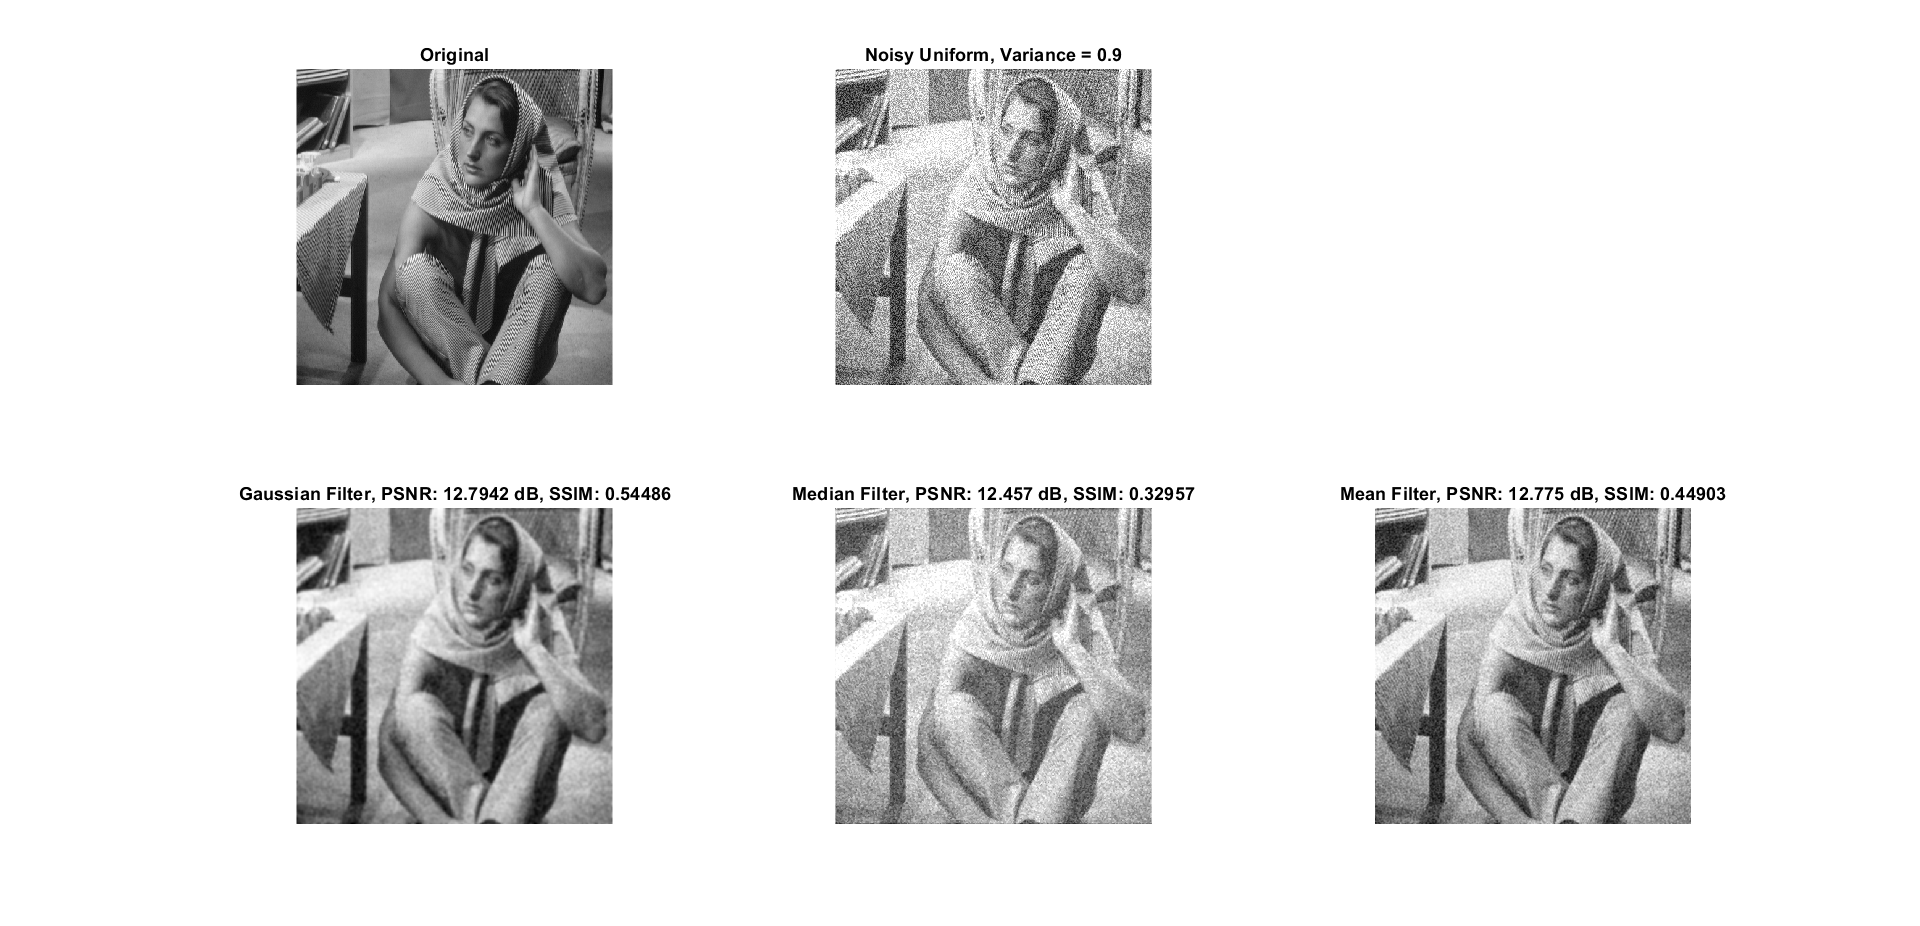 Original
Noisy Uniform, Variance = 0.9
Gaussian Filter, PSNR: 12.7942 dB, SSIM: 0.54486
Median Filter, PSNR: 12.457 dB, SSIM: 0.32957
Mean Filter, PSNR: 12.775 dB, SSIM: 0.44903